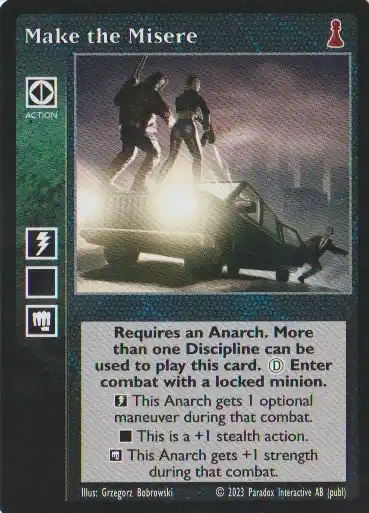 Make the Misere
ACTION
Requires an Anarch. More
than one Discipline can be
used to play this card. Ⓓ Enter
combat with a locked minion.
This Anarch gets 1 optional
maneuver during that combat.
This is a +1 stealth action.
This Anarch gets +1 strength
during that combat.
Illus: Grzegorz Bobrowski © 2023 Paradox Interactive AB (publ)